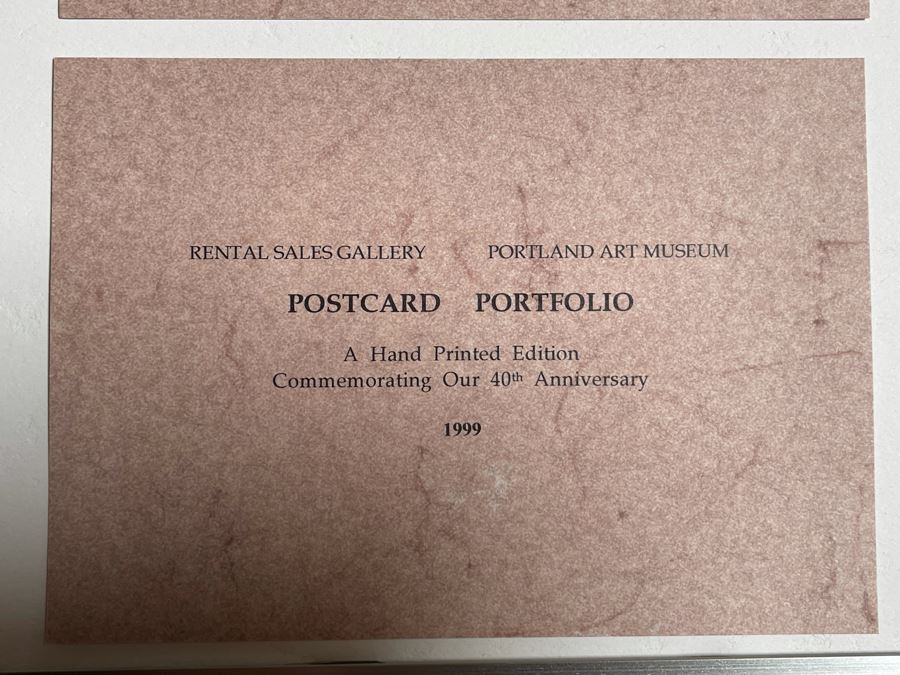 RENTAL SALES GALLERY PORTLAND ART MUSEUM
POSTCARD PORTFOLIO
A Hand Printed Edition
Commemorating Our 40th Anniversary
1999